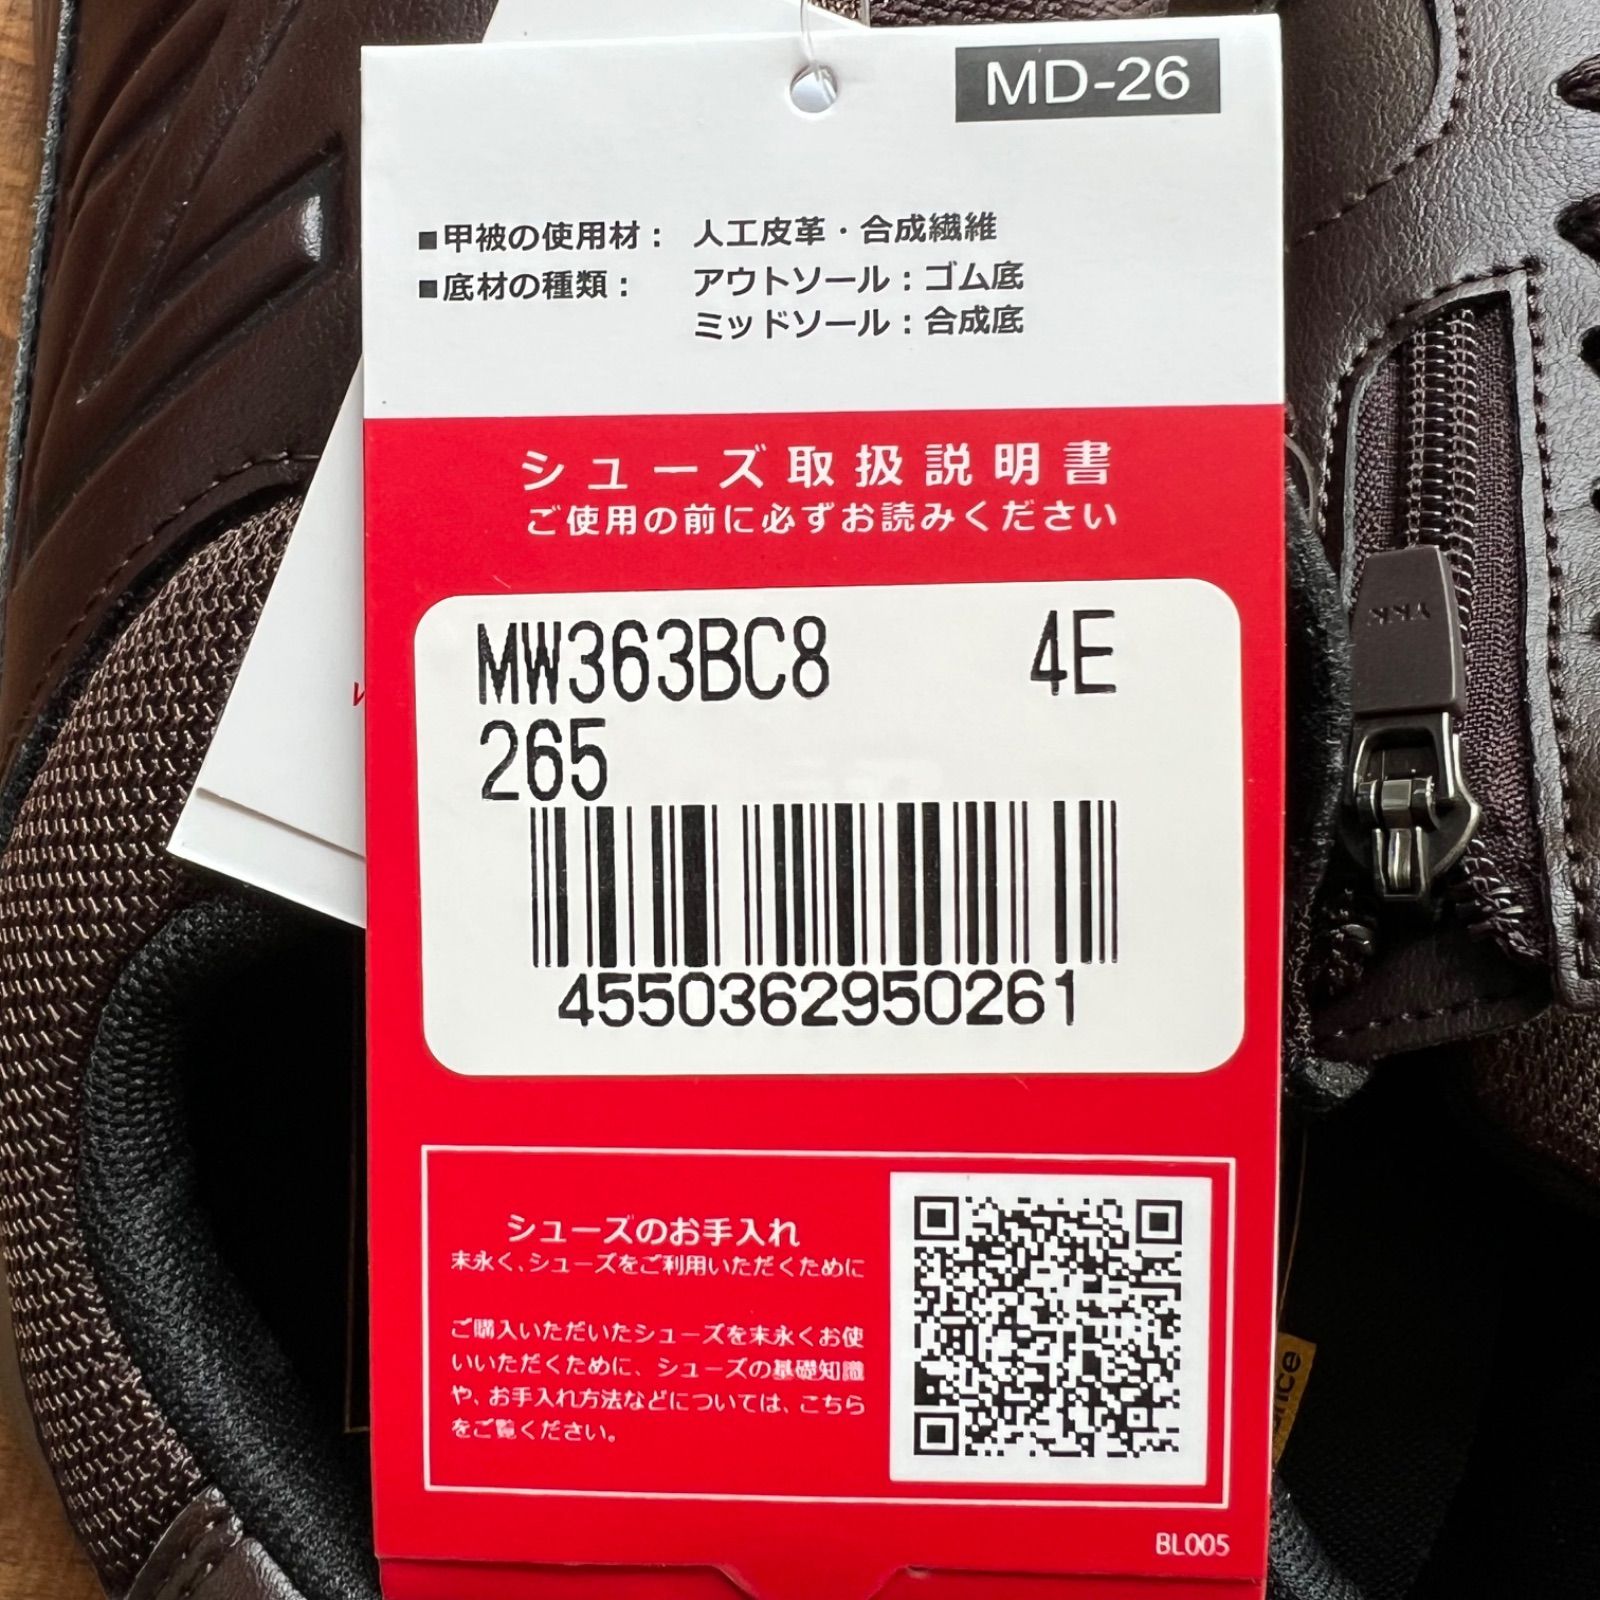 MD-26
■甲被の使用材： 人工皮革・合成繊維
■底材の種類： アウトソール：ゴム底
ミッドソール：合成底
シューズ取扱説明書
ご使用の前に必ずお読みください
MW363BC8 4E
265
4550362950261
シューズのお手入れ
末永く、シューズをご利用いただくために
ご購入いただいたシューズを末永くお使
いいただくために、シューズの基礎知識
や、お手入れ方法などについては、こちら
をご覧ください。
BL005
YKK